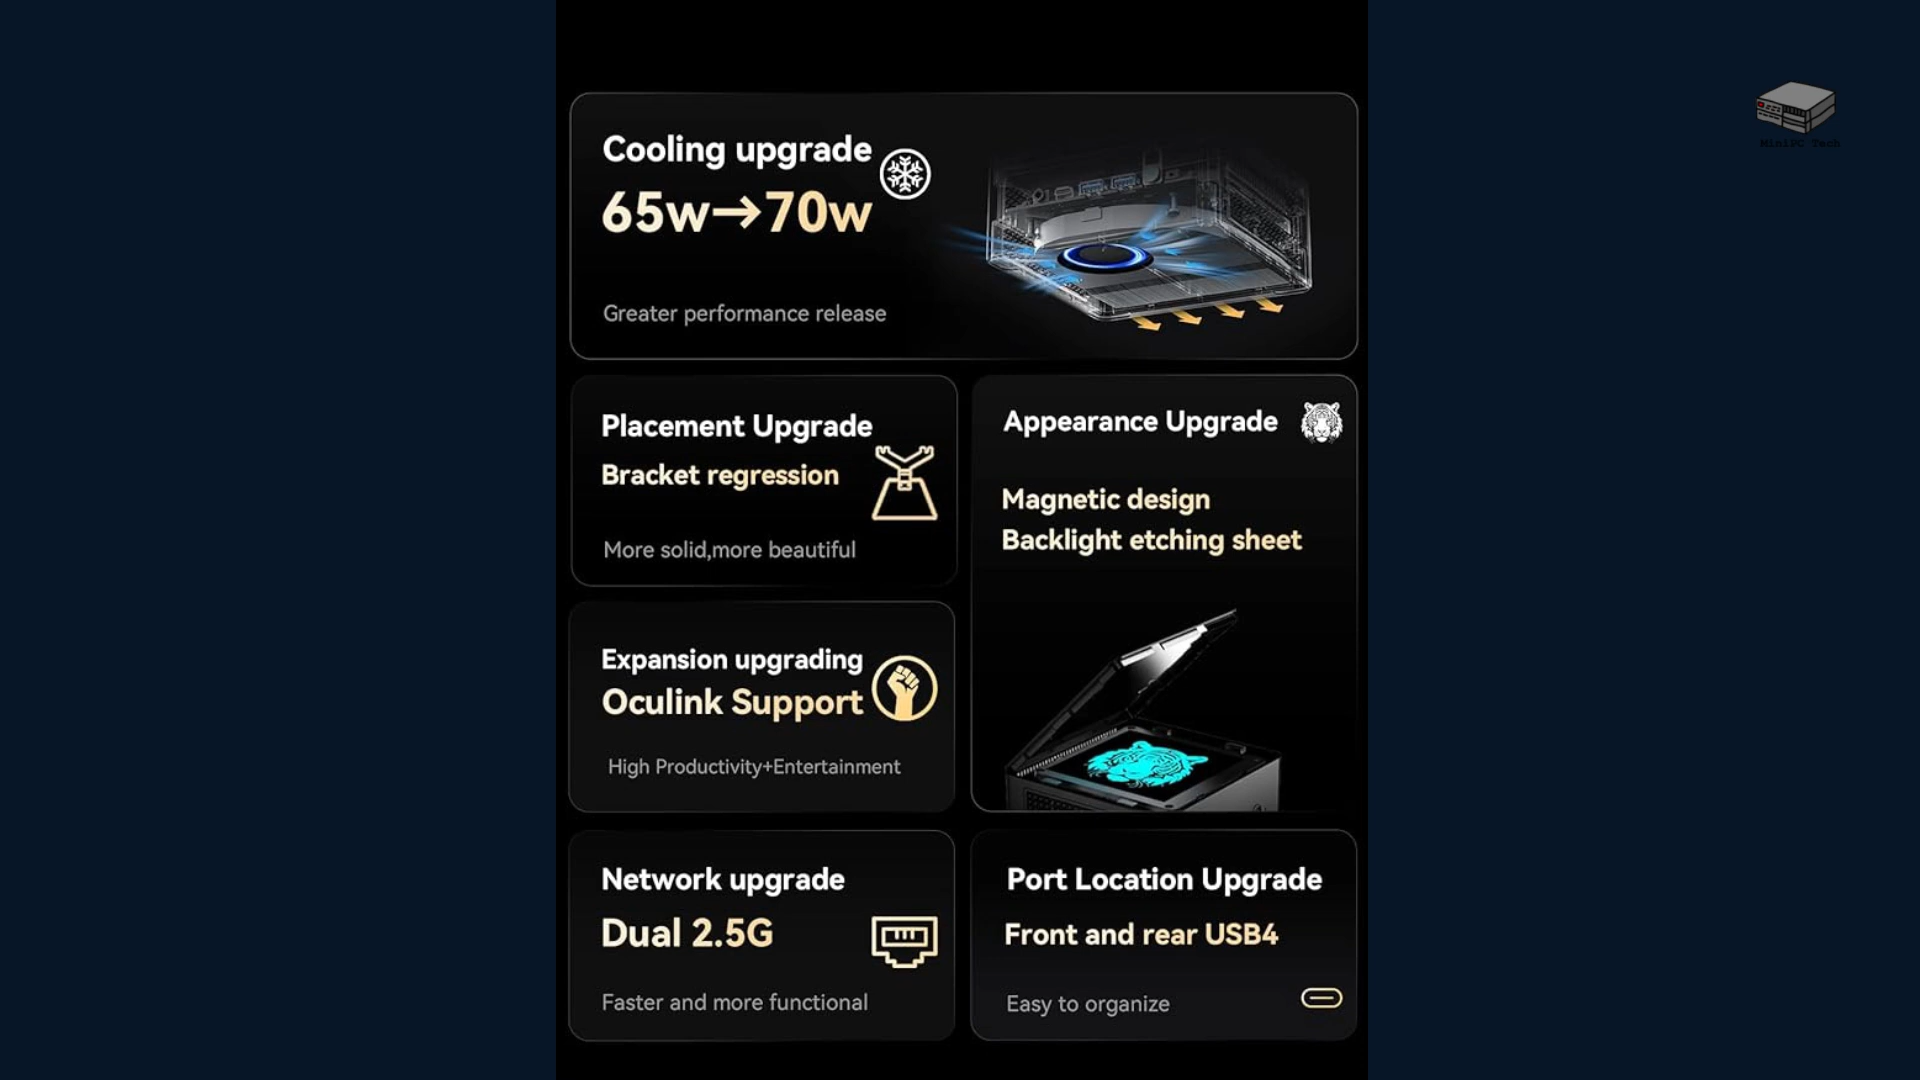 Cooling upgrade
65w→70w
Greater performance release
Placement Upgrade
Bracket regression
More solid,more beautiful
Appearance Upgrade
Magnetic design
Backlight etching sheet
Expansion upgrading
Oculink Support
High Productivity+Entertainment
Network upgrade
Dual 2.5G
Faster and more functional
Port Location Upgrade
Front and rear USB4
Easy to organize
MiniPC Tech